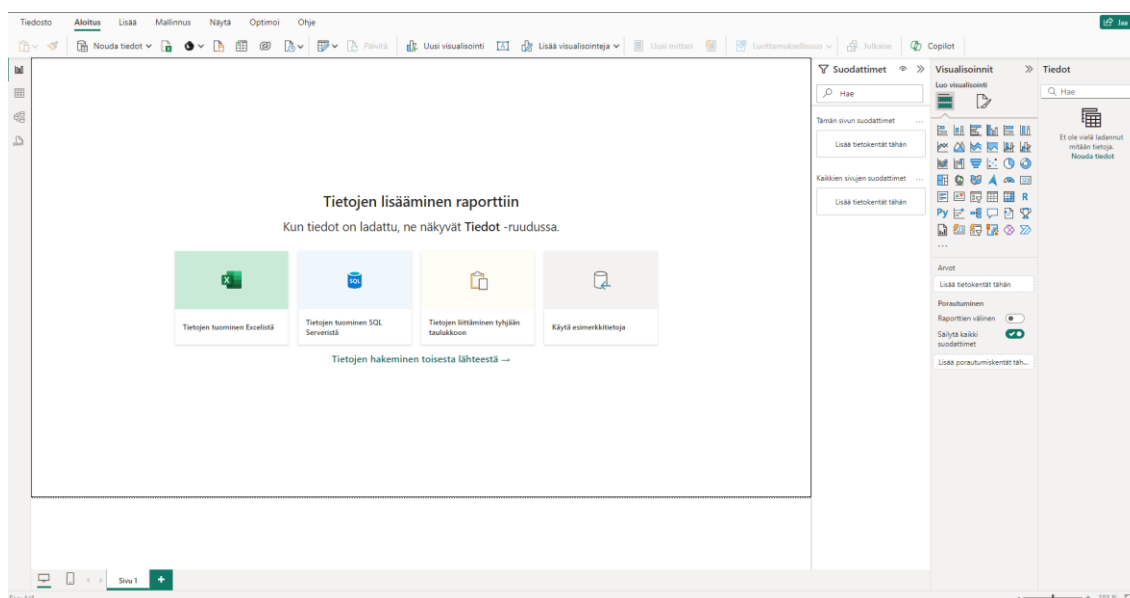 Tiedosto Aloitus Lisää Mallinnus Näytä Optimoi Ohje Jaa
Nouda tiedot Päivitä Uusi visualisointi Lisää visualisointeja Uusi mittari Luottamuksellisuus Julkaise Copilot
Suodattimet
Hae
Tämän sivun suodattimet ...
Lisää tietokentät tähän
Kaikkien sivujen suodattimet ...
Lisää tietokentät tähän
Visualisoinnit
Luo visualisointi
R
Py
...
Arvot
Lisää tietokentät tähän
Porautuminen
Raporttien välinen
Säilytä kaikki
suodattimet
Lisää porautumiskentät täh...
Tiedot
Hae
Et ole vielä ladannut
mitään tietoja.
Nouda tiedot
Tietojen lisääminen raporttiin
Kun tiedot on ladattu, ne näkyvät Tiedot -ruudussa.
X
SQL
Tietojen tuominen Excelistä
Tietojen tuominen SQL
Serveristä
Tietojen liittäminen tyhjään
taulukkoon
Käytä esimerkkitietoja
Tietojen hakeminen toisesta lähteestä →
Sivu 1 +